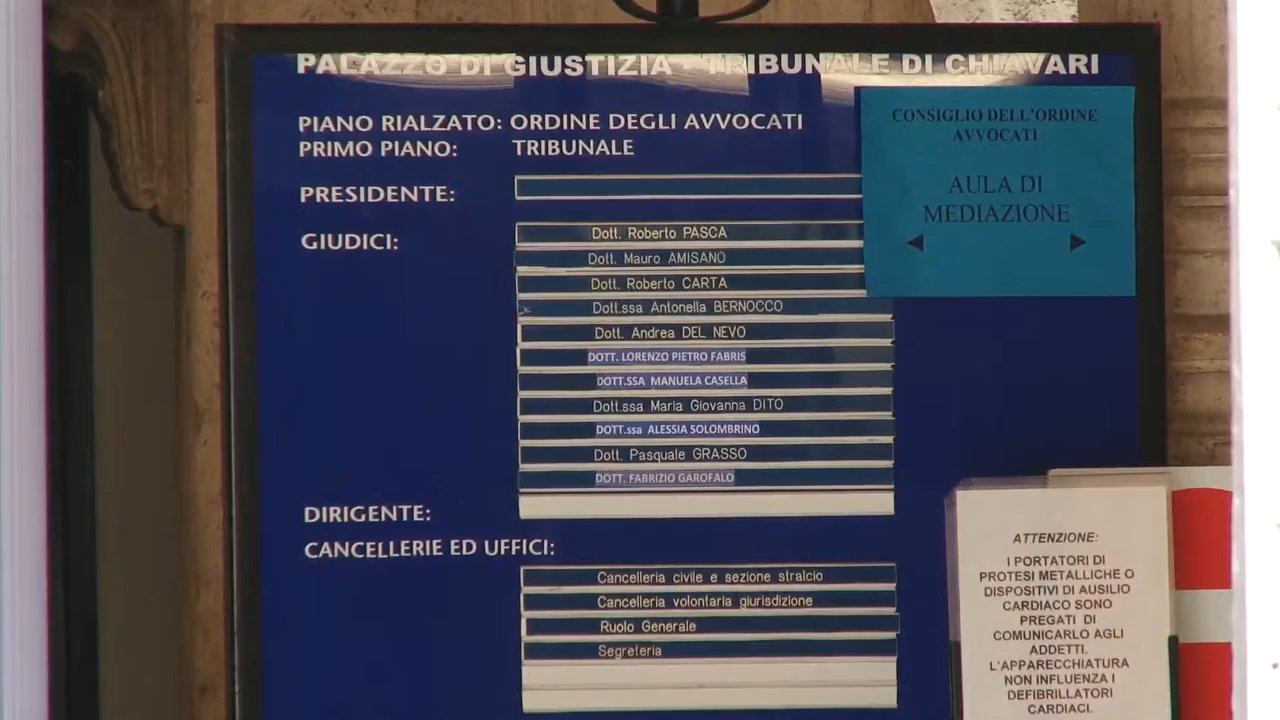 PALAZZO DI GIUSTIZIA - TRIBUNALE DI CHIAVARI
PIANO RIALZATO: ORDINE DEGLI AVVOCATI
PRIMO PIANO: TRIBUNALE
PRESIDENTE:
GIUDICI:
Dott. Roberto PASCA
Dott. Mauro AMISANO
Dott. Roberto CARTA
Dott.ssa Antonella BERNOCCO
Dott. Andrea DEL NEVO
DOTT. LORENZO PIETRO FABRIS
DOTT.SSA MANUELA CASELLA
Dott.ssa Maria Giovanna DITO
DOTT.ssa ALESSIA SOLOMBRINO
Dott. Pasquale GRASSO
DOTT. FABRIZIO GAROFALO
DIRIGENTE:
CANCELLERIE ED UFFICI:
Cancelleria civile e sezione stralcio
Cancelleria volontaria giurisdizione
Ruolo Generale
Segreteria
CONSIGLIO DELL'ORDINE
AVVOCATI
AULA DI
MEDIAZIONE
ATTENZIONE:
I PORTATORI DI
PROTESI METALLICHE O
DISPOSITIVI DI AUSILIO
CARDIACO SONO
PREGATI DI
COMUNICARLO AGLI
ADDETTI.
L'APPARECCHIATURA
NON INFLUENZA I
DEFIBRILLATORI
CARDIACI.